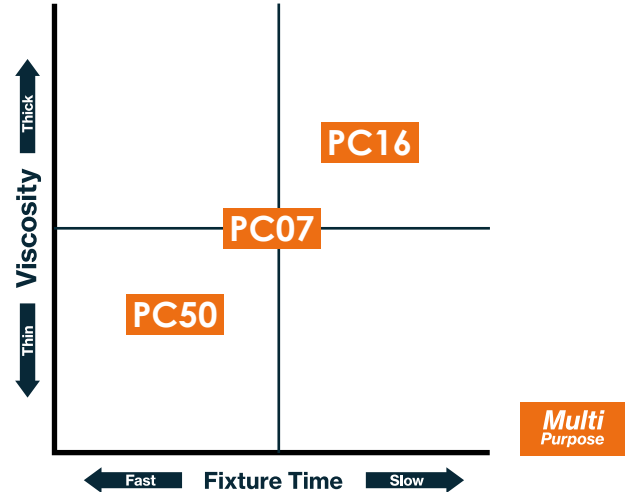 Thick
PC16
Viscosity
PC07
PC50
Thin
Multi
Purpose
Fast
Fixture Time
Slow